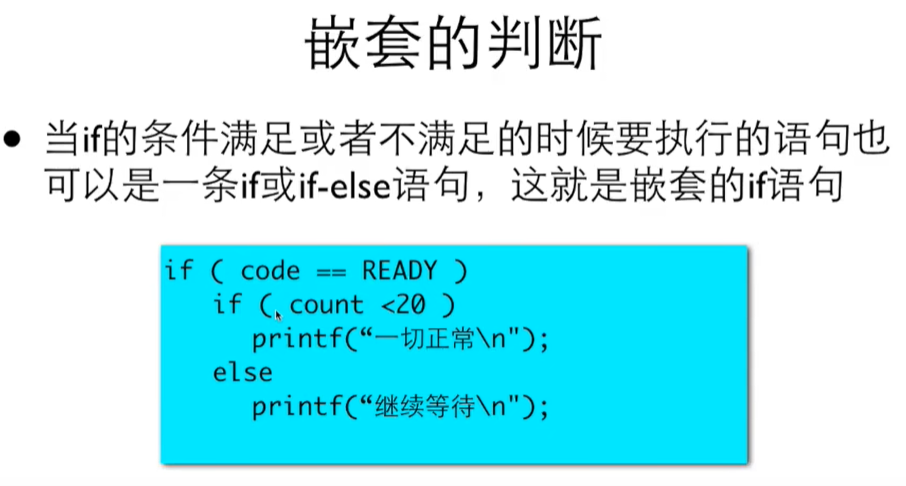 嵌套的判断
• 当if的条件满足或者不满足的时候要执行的语句也
可以是一条if或if-else语句，这就是嵌套的if语句
if ( code == READY )
if ( count <20 )
printf(“一切正常\n");
else
printf(“继续等待\n");